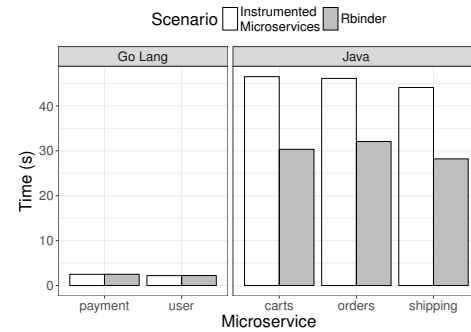 Scenario Instrumented Microservices Rbinder
Go Lang Java
Time (s)
40
30
20
10
0
payment user carts orders shipping
Microservice